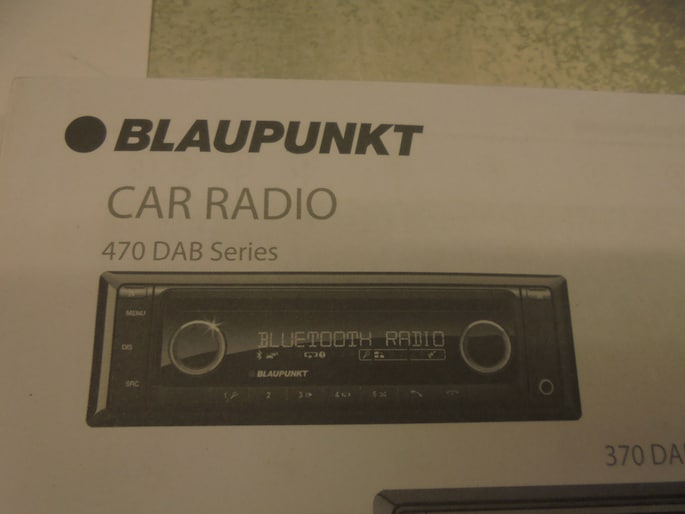 BLAUPUNKT
CAR RADIO
470 DAB Series
MENU
DIS
SRC
BLUETOOTH RADIO
BLAUPUNKT
1 2 3 4 5
370 DA